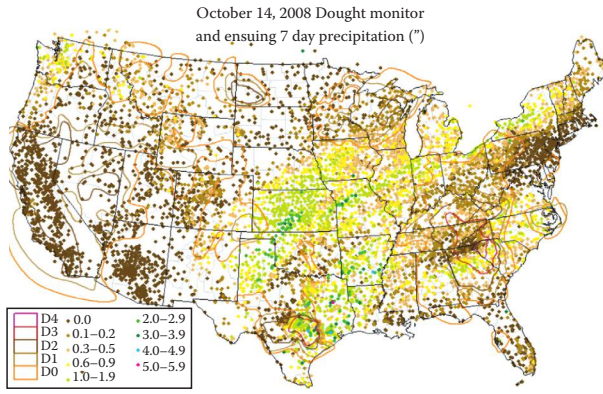 October 14, 2008 Dought monitor
and ensuing 7 day precipitation (”)
D4
D3
D2
D1
D0
0.0
0.1–0.2
0.3–0.5
0.6–0.9
1.0–1.9
2.0–2.9
3.0–3.9
4.0–4.9
5.0–5.9